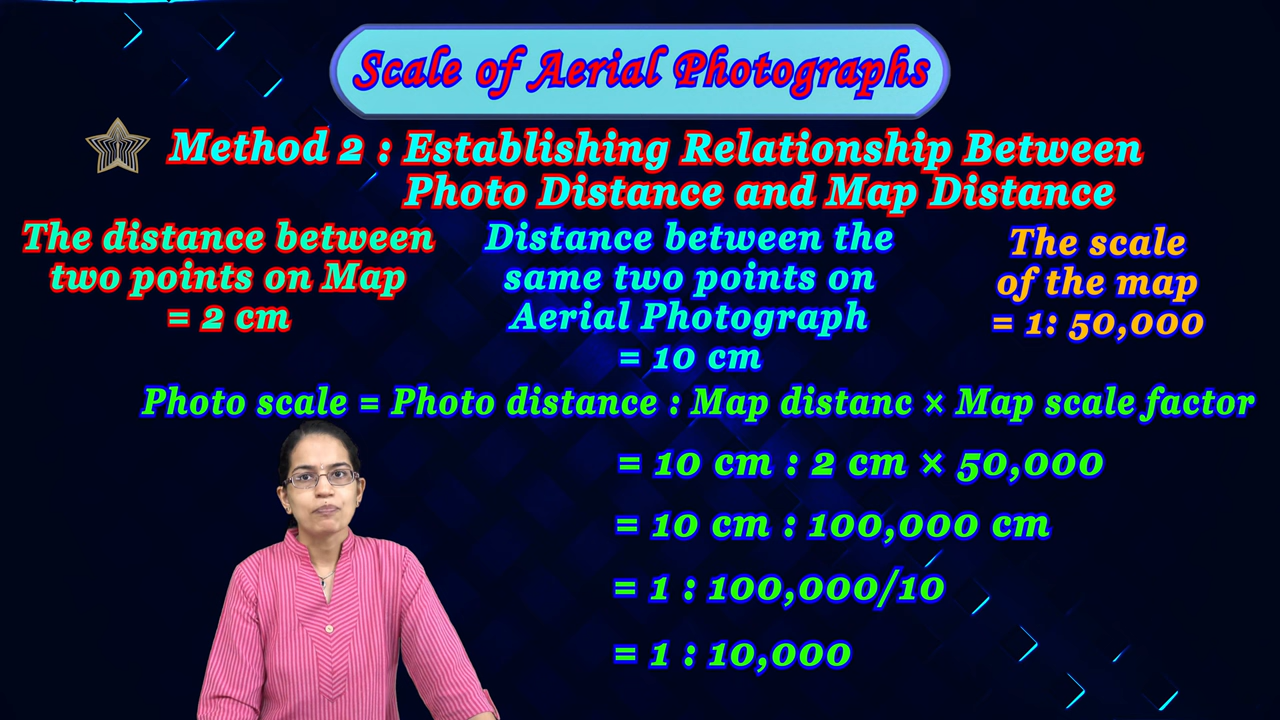 Scale of Aerial Photographs
Method 2 : Establishing Relationship Between
Photo Distance and Map Distance
The distance between
two points on Map
= 2 cm
Distance between the
same two points on
Aerial Photograph
= 10 cm
The scale
of the map
= 1: 50,000
Photo scale = Photo distance : Map distanc × Map scale factor
= 10 cm : 2 cm × 50,000
= 10 cm : 100,000 cm
= 1 : 100,000/10
= 1 : 10,000